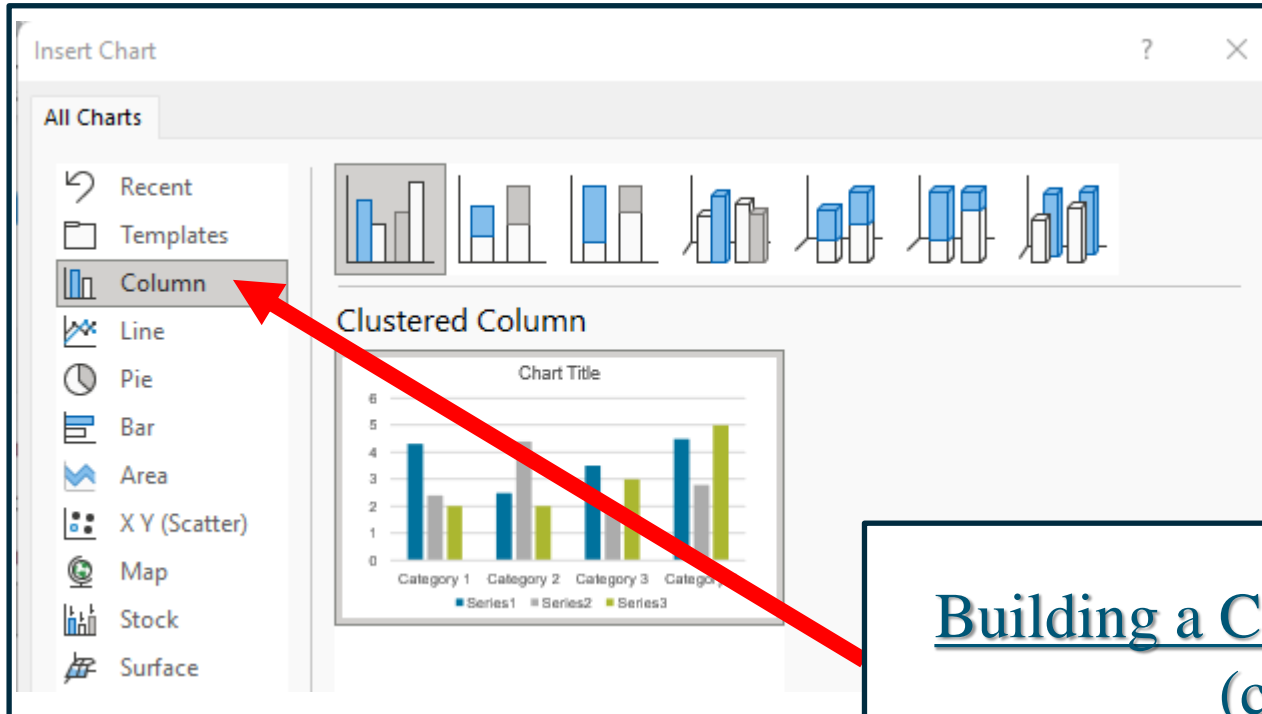 Insert Chart
?
All Charts
Recent
Templates
Column
Line
Pie
Bar
Area
X Y (Scatter)
Map
Stock
Surface
Clustered Column
Chart Title
6
5
4
3
2
1
0
Category 1 Category 2 Category 3
Series1 Series2 Series3
Building a